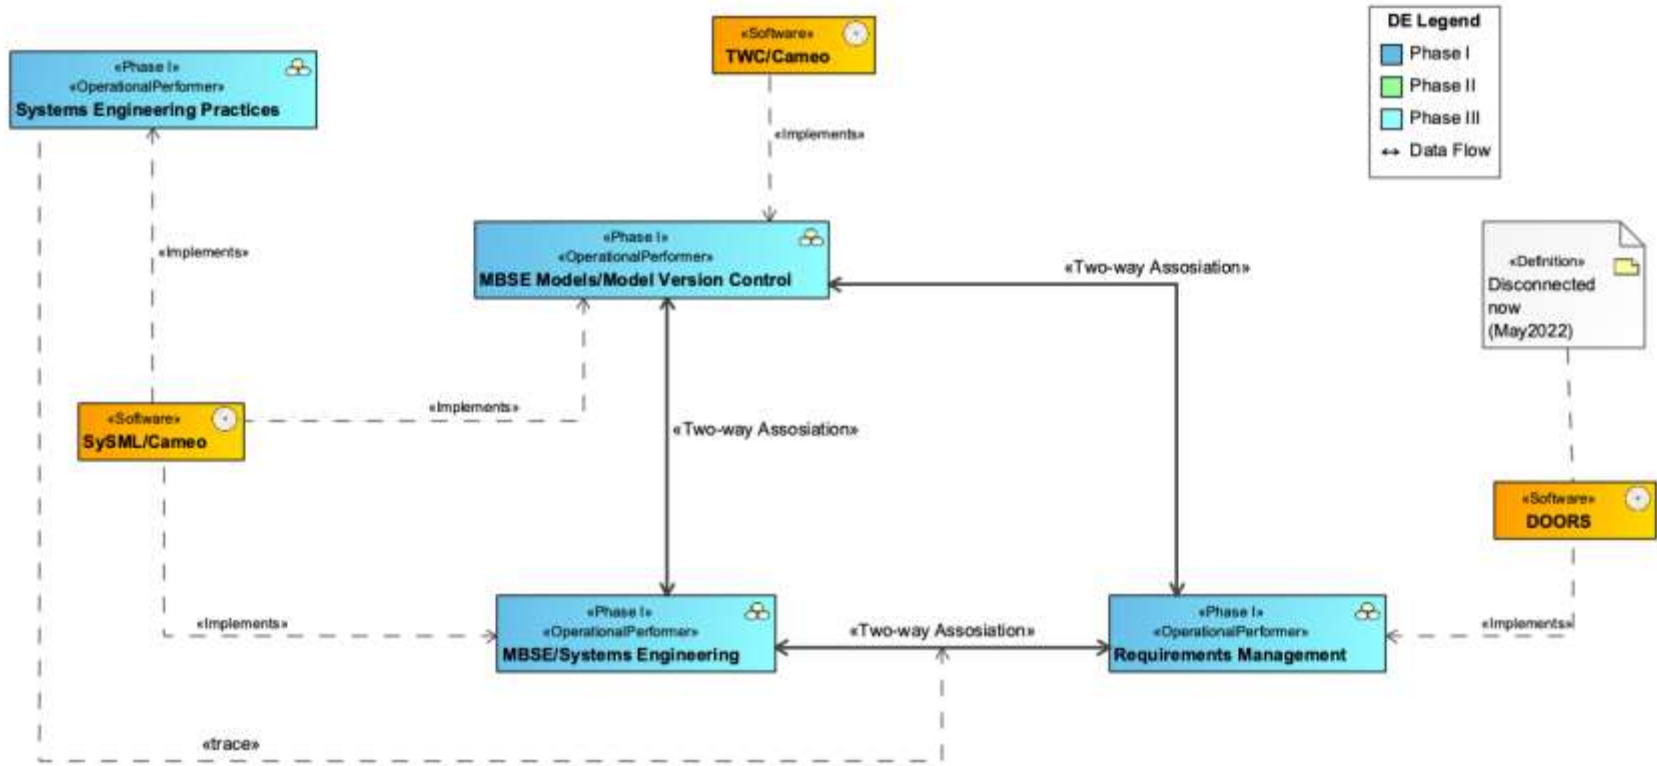 «Software»
TWC/Cameo
DE Legend
Phase I
Phase II
Phase III
Data Flow
«Phase I»
«OperationalPerformer»
Systems Engineering Practices
«Implements»
«Implements»
«Phase I»
«OperationalPerformer»
MBSE Models/Model Version Control
«Two-way Assosiation»
«Definition»
Disconnected
now
(May2022)
«Implements»
«Software»
SySML/Cameo
«Two-way Assosiation»
«Software»
DOORS
«Implements»
«Phase I»
«OperationalPerformer»
MBSE/Systems Engineering
«Two-way Assosiation»
«Phase I»
«OperationalPerformer»
Requirements Management
«Implements»
«trace»